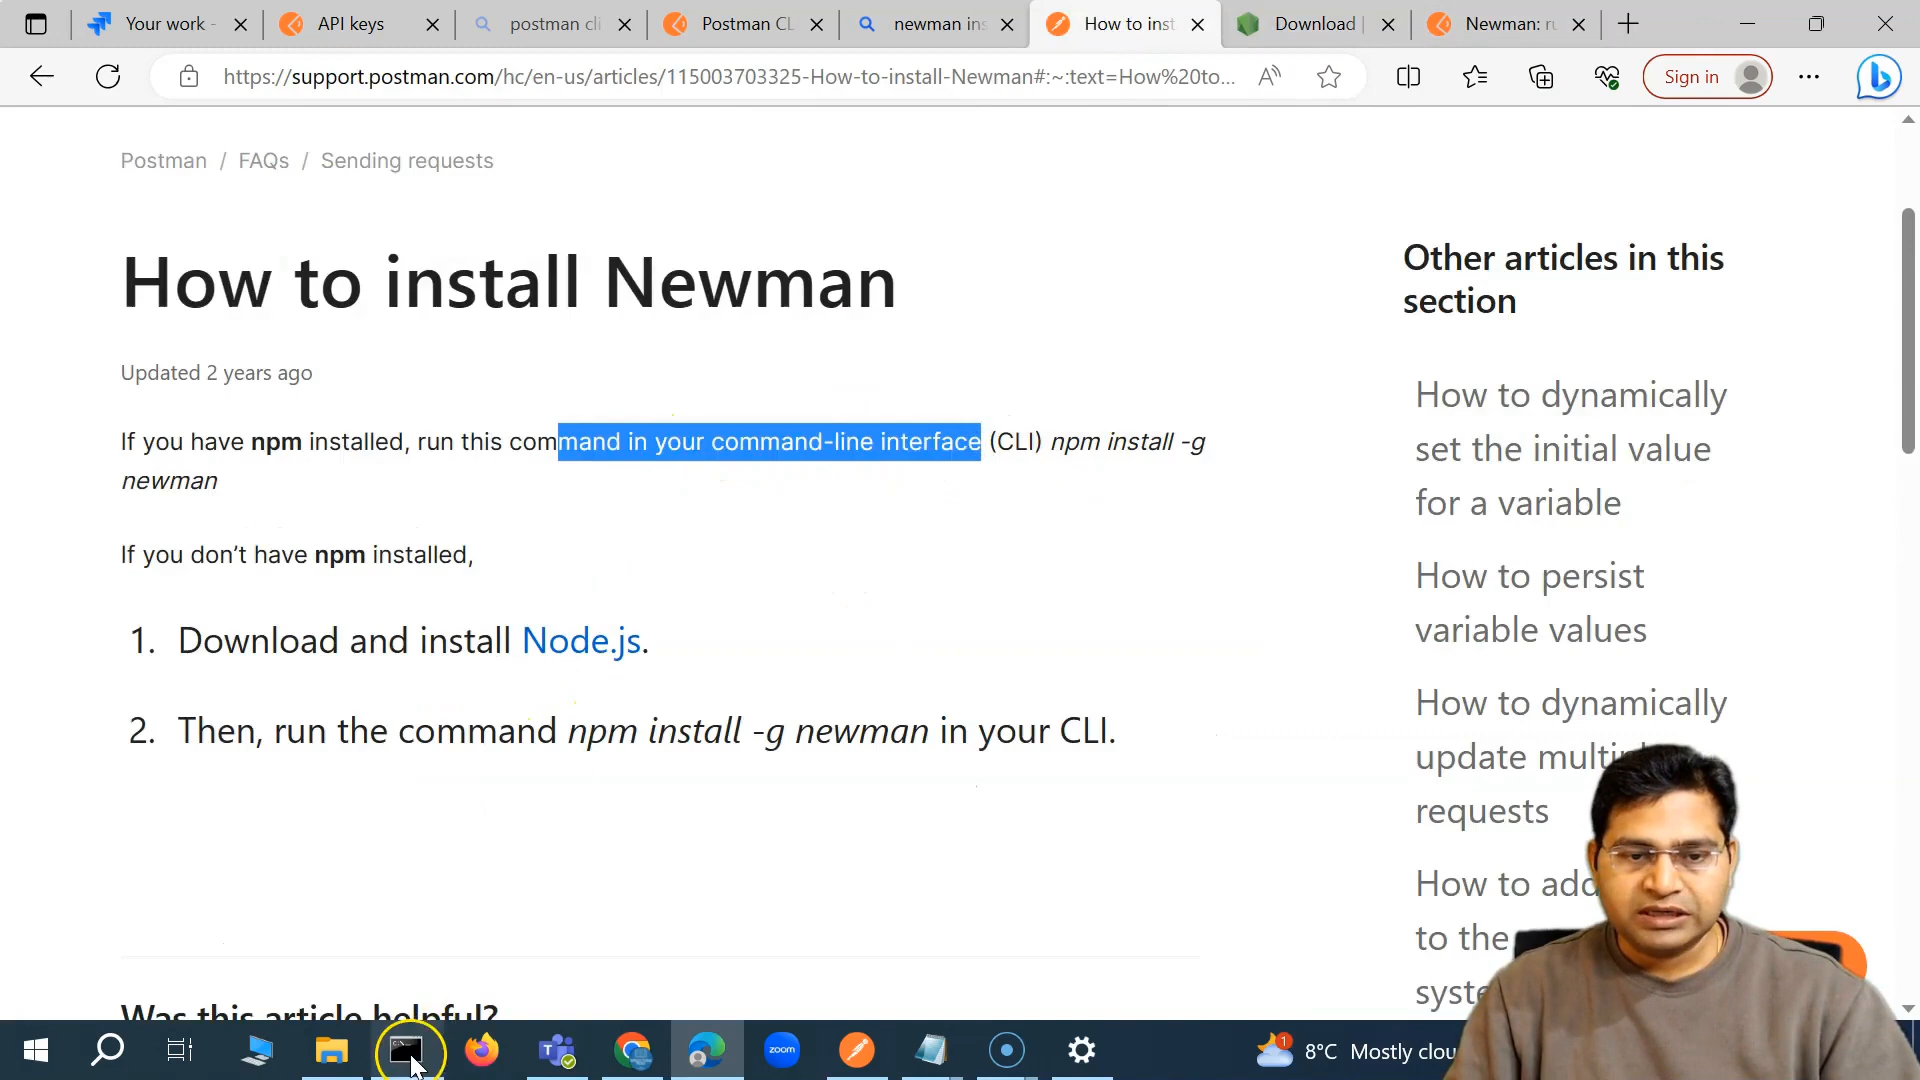 Your work -
API keys
postman cli
Postman CL
newman ins
How to inst
Download |
Newman: ru
https://support.postman.com/hc/en-us/articles/115003703325-How-to-install-Newman#:~:text=How%20to...
Sign in
Postman / FAQs / Sending requests
How to install Newman
Updated 2 years ago
If you have npm installed, run this command in your command-line interface (CLI) npm install -g
newman
If you don’t have npm installed,
1. Download and install Node.js.
2. Then, run the command npm install -g newman in your CLI.
Was this article helpful?
Other articles in this
section
How to dynamically
set the initial value
for a variable
How to persist
variable values
How to dynamically
update multip
requests
How to add
to the
syste
zoom
1
8°C Mostly clou